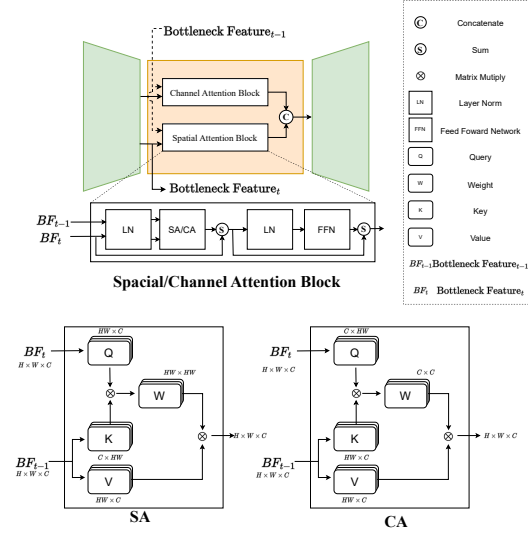 Bottleneck Feature_{t-1}
Channel Attention Block
Spatial Attention Block
C
Bottleneck Feature_t
BF_{t-1}
BF_t
LN
SA/CA
S
LN
FFN
S
Spacial/Channel Attention Block
C Concatenate
S Sum
⊗ Matrix Mutiply
LN Layer Norm
FFN Feed Foward Network
Q Query
W Weight
K Key
V Value
BF_{t-1} Bottleneck Feature_{t-1}
BF_t Bottleneck Feature_t
HW × C
BF_t
H × W × C
Q
HW × HW
⊗
W
K
C × HW
⊗
H × W × C
BF_{t-1}
H × W × C
V
HW × C
SA
C × HW
BF_t
H × W × C
Q
C × C
⊗
W
K
HW × C
⊗
H × W × C
BF_{t-1}
H × W × C
V
HW × C
CA